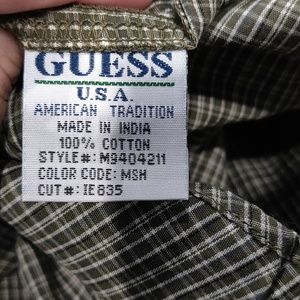 GUESS
U.S.A.
AMERICAN TRADITION
MADE IN INDIA
100% COTTON
STYLE#: M9404211
COLOR CODE: MSH
CUT#: IE835